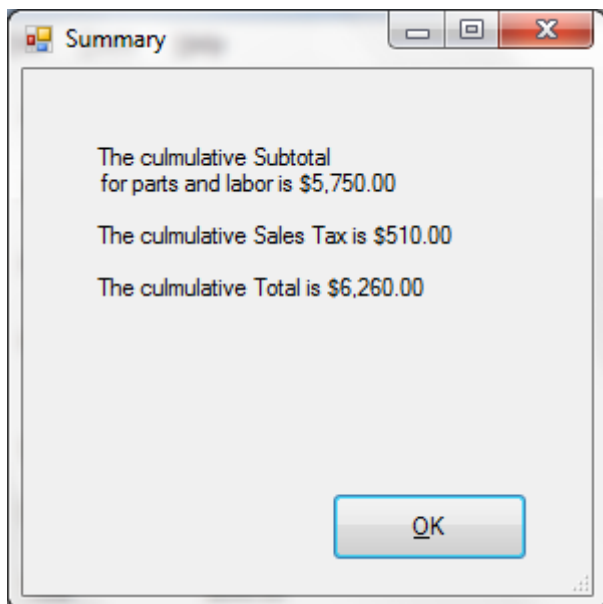 Summary
The culmulative Subtotal
for parts and labor is $5,750.00
The culmulative Sales Tax is $510.00
The culmulative Total is $6,260.00
OK